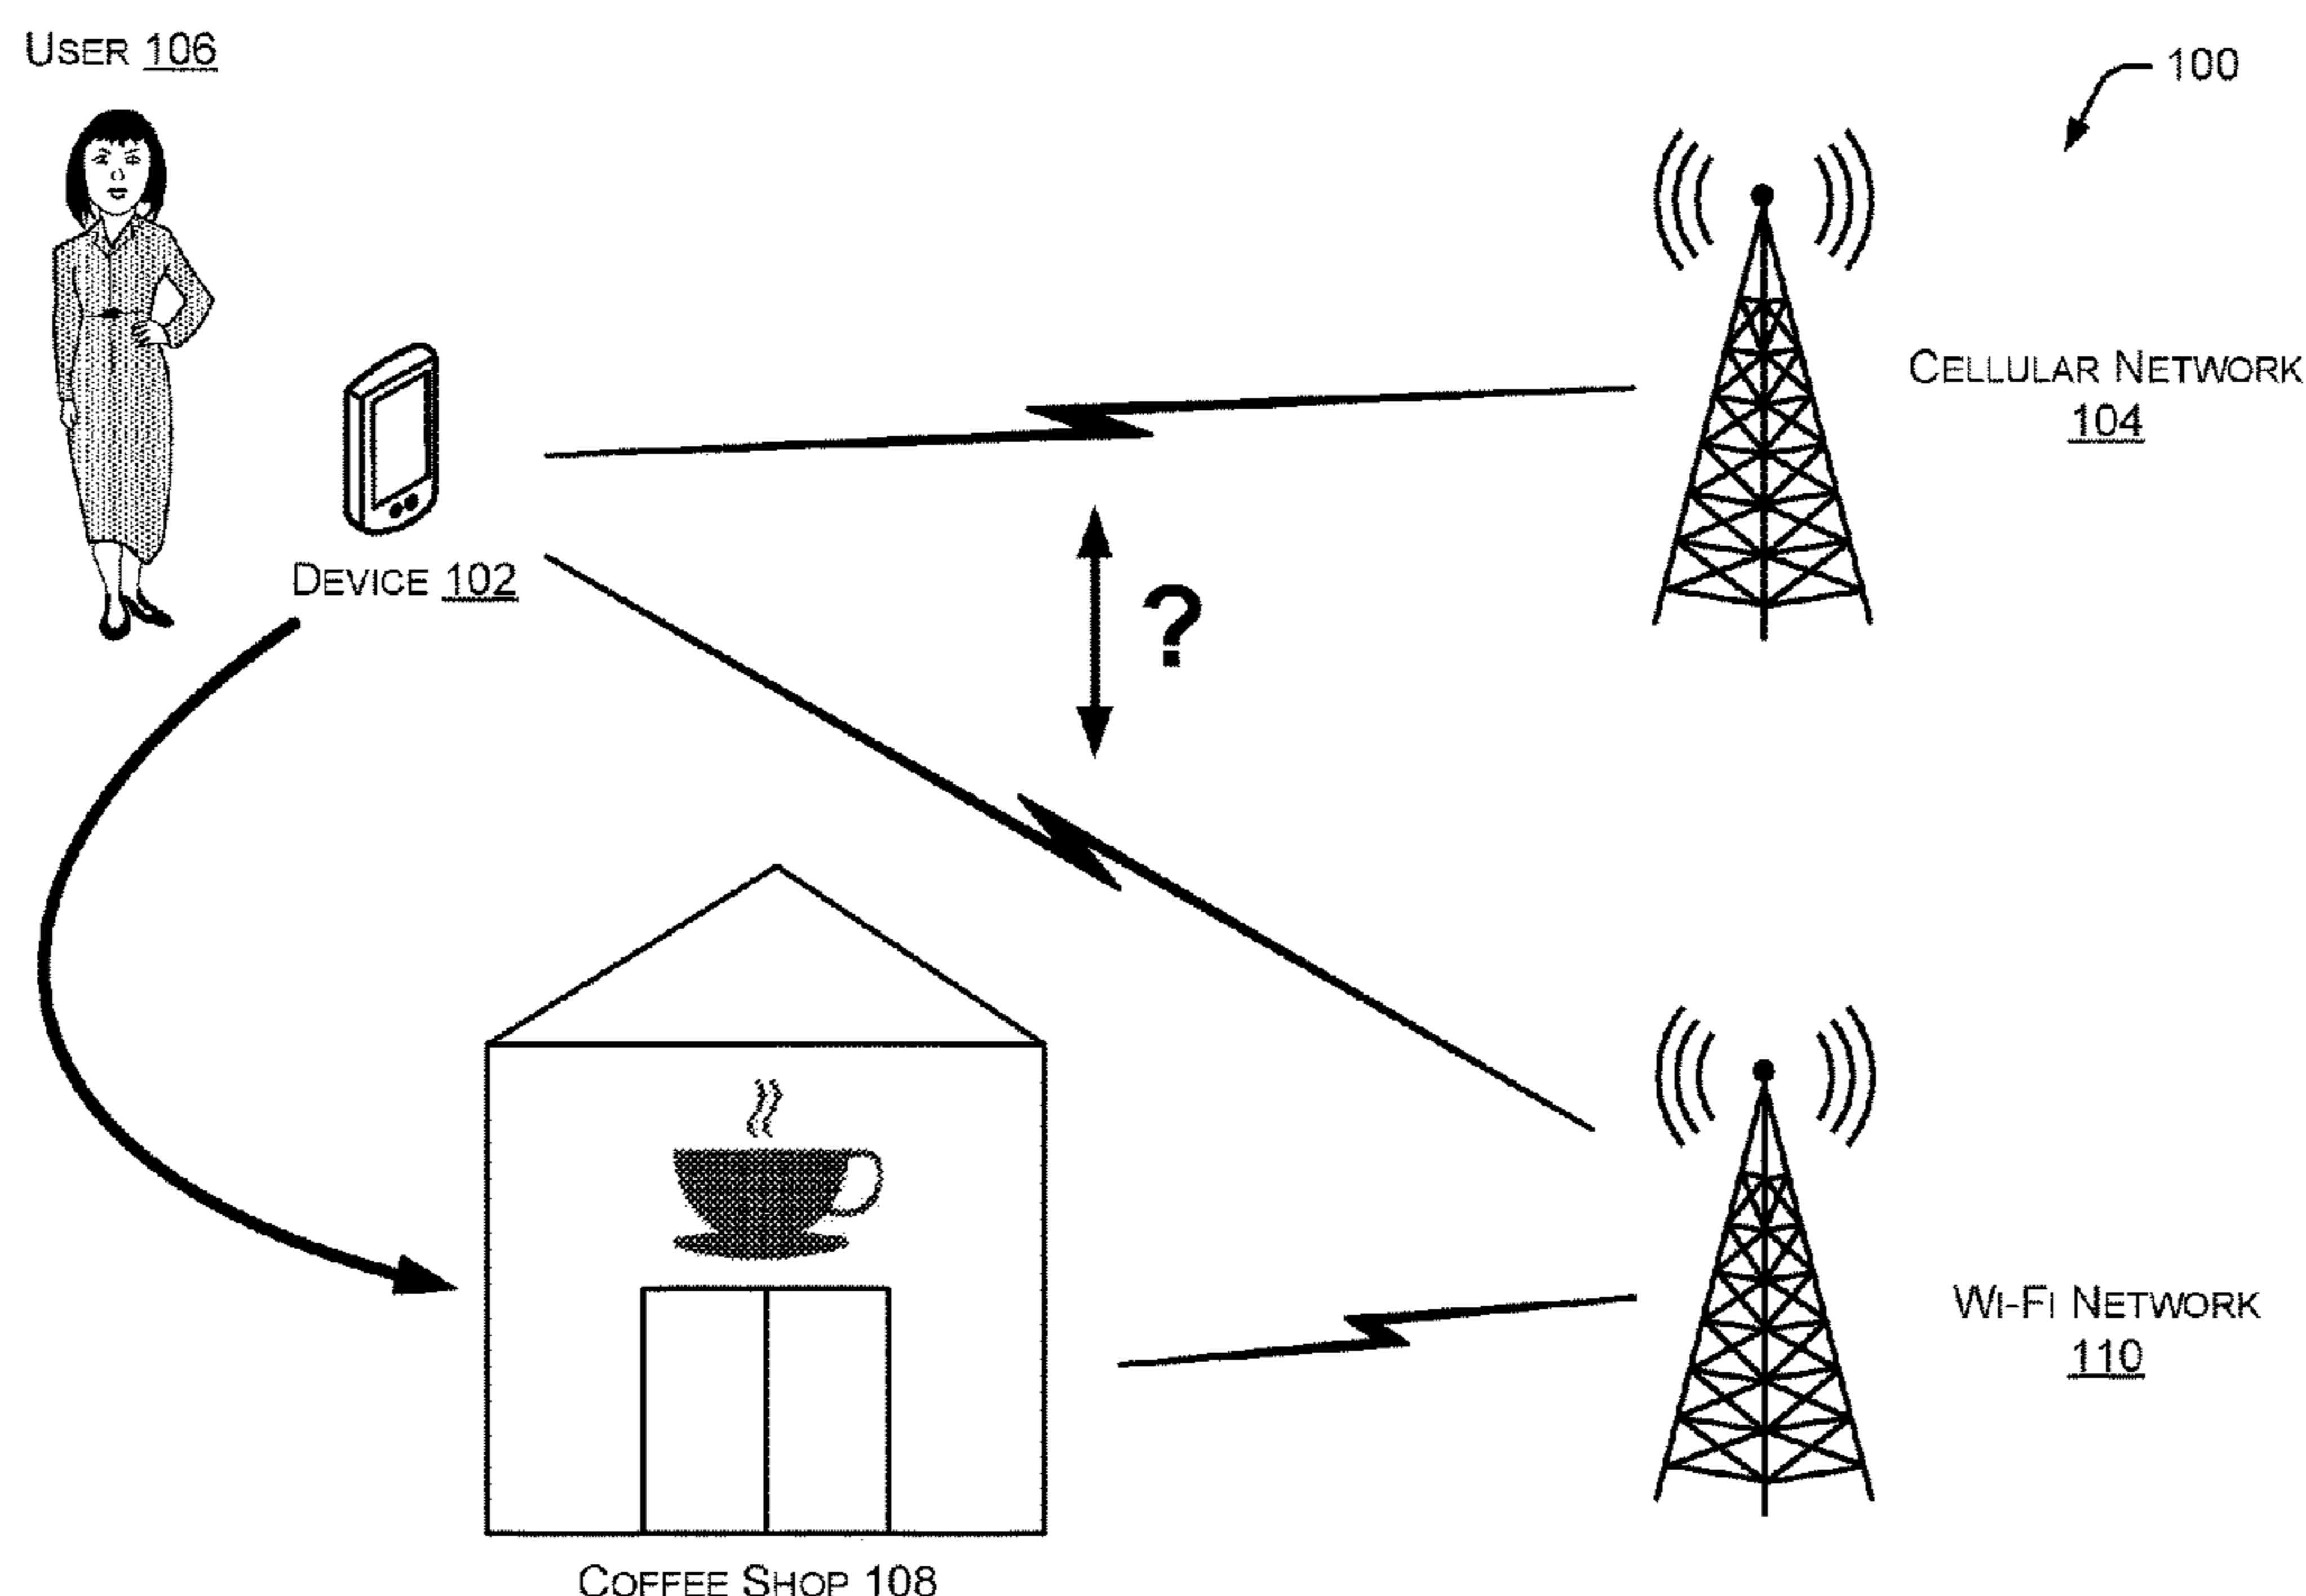 USER 106
100
CELLULAR NETWORK
104
DEVICE 102
?
WI-FI NETWORK
110
COFFEE SHOP 108